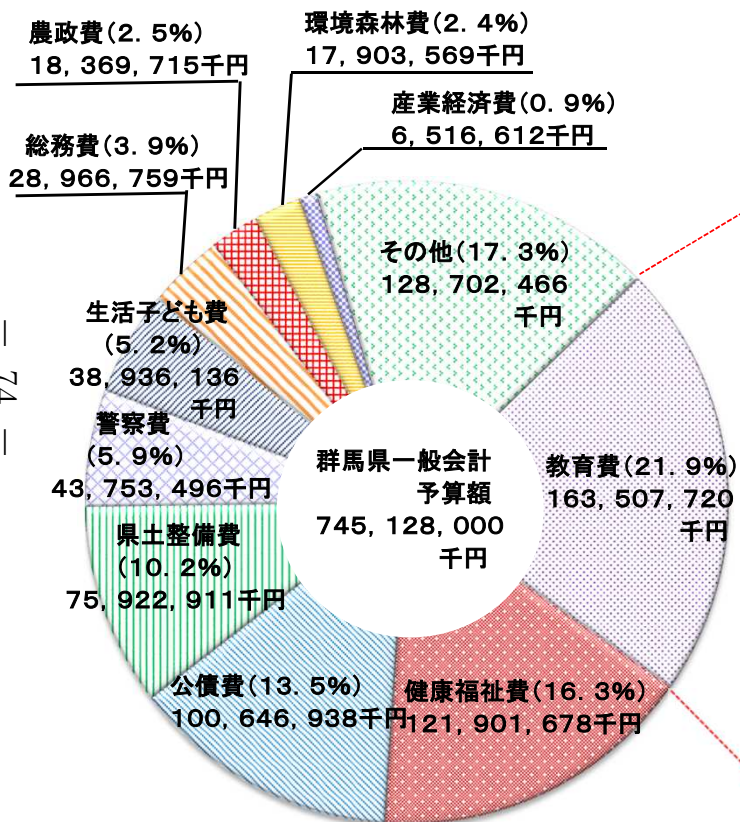 農政費(2. 5%)
18, 369, 715千円
環境森林費(2. 4%)
17, 903, 569千円
産業経済費(0. 9%)
6, 516, 612千円
総務費(3. 9%)
28, 966, 759千円
その他(17. 3%)
128, 702, 466
千円
生活子ども費
(5. 2%)
38, 936, 136
千円
警察費
(5. 9%)
43, 753, 496千円
群馬県一般会計
予算額
745, 128, 000
千円
教育費(21. 9%)
163, 507, 720
千円
県土整備費
(10. 2%)
75, 922, 911千円
公債費(13. 5%)
100, 646, 938千円
健康福祉費(16. 3%)
121, 901, 678千円
― 74 ―